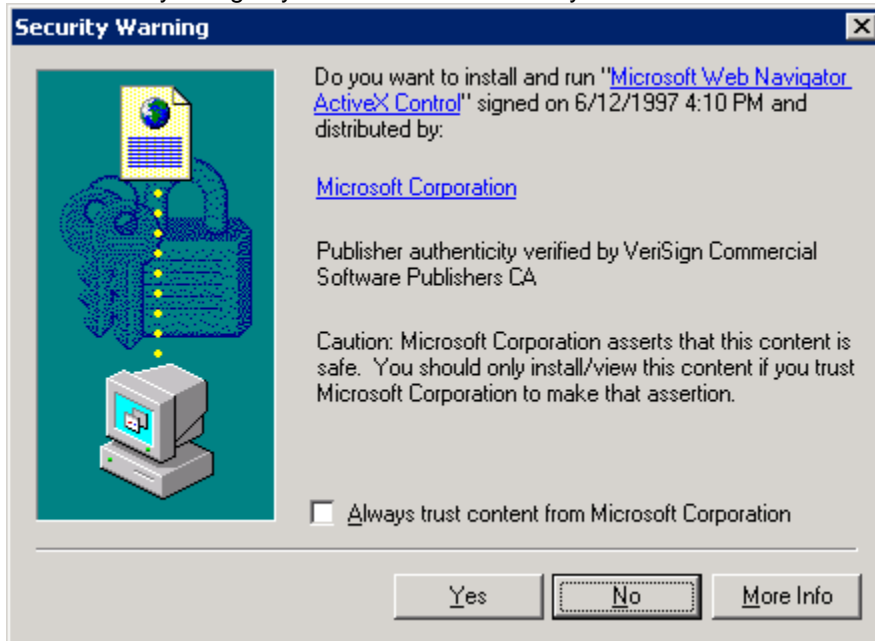 Security Warning
Do you want to install and run "Microsoft Web Navigator
ActiveX Control" signed on 6/12/1997 4:10 PM and
distributed by:
Microsoft Corporation
Publisher authenticity verified by VeriSign Commercial
Software Publishers CA
Caution: Microsoft Corporation asserts that this content is
safe. You should only install/view this content if you trust
Microsoft Corporation to make that assertion.
Always trust content from Microsoft Corporation
Yes No More Info